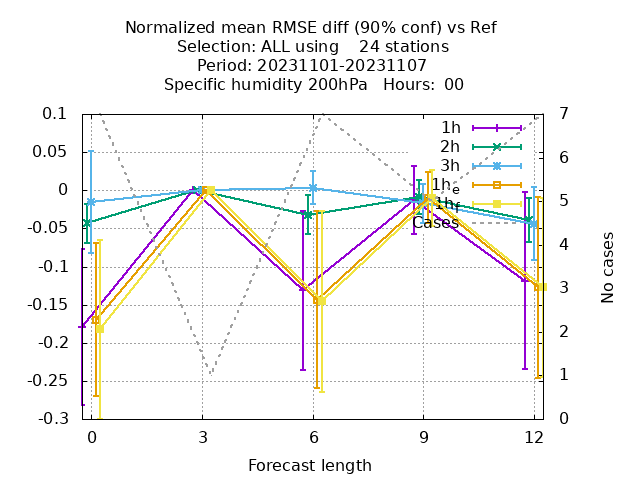 Normalized mean RMSE diff (90% conf) vs Ref
Selection: ALL using    24 stations
Period: 20231101-20231107
Specific humidity 200hPa   Hours:  00
0.1
0.05
0
-0.05
-0.1
-0.15
-0.2
-0.25
-0.3
7
6
5
4
3
2
1
0
1h
2h
3h
1h_e
1h_f
Cases
No cases
0 3 6 9 12
Forecast length